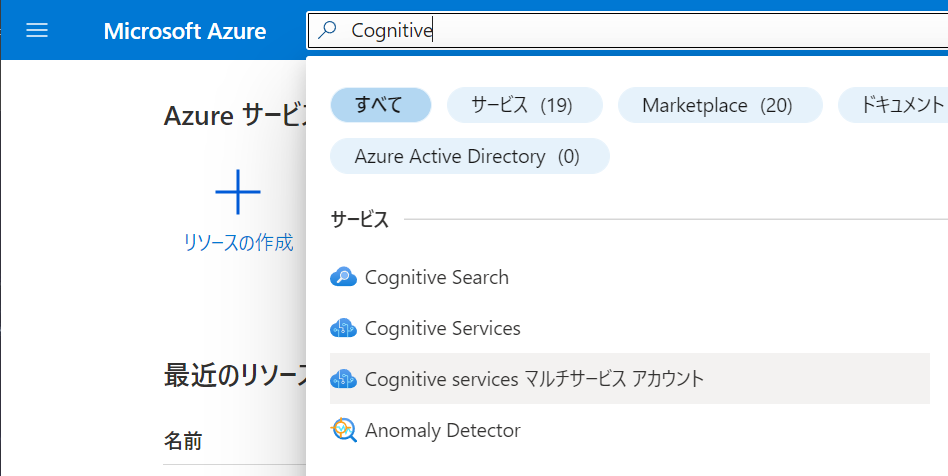 Microsoft Azure
Cognitive
すべて
サービス (19)
Marketplace (20)
ドキュメント
Azure Active Directory (0)
Azure サービス
リソースの作成
サービス
Cognitive Search
Cognitive Services
Cognitive services マルチサービス アカウント
Anomaly Detector
最近のリソース
名前